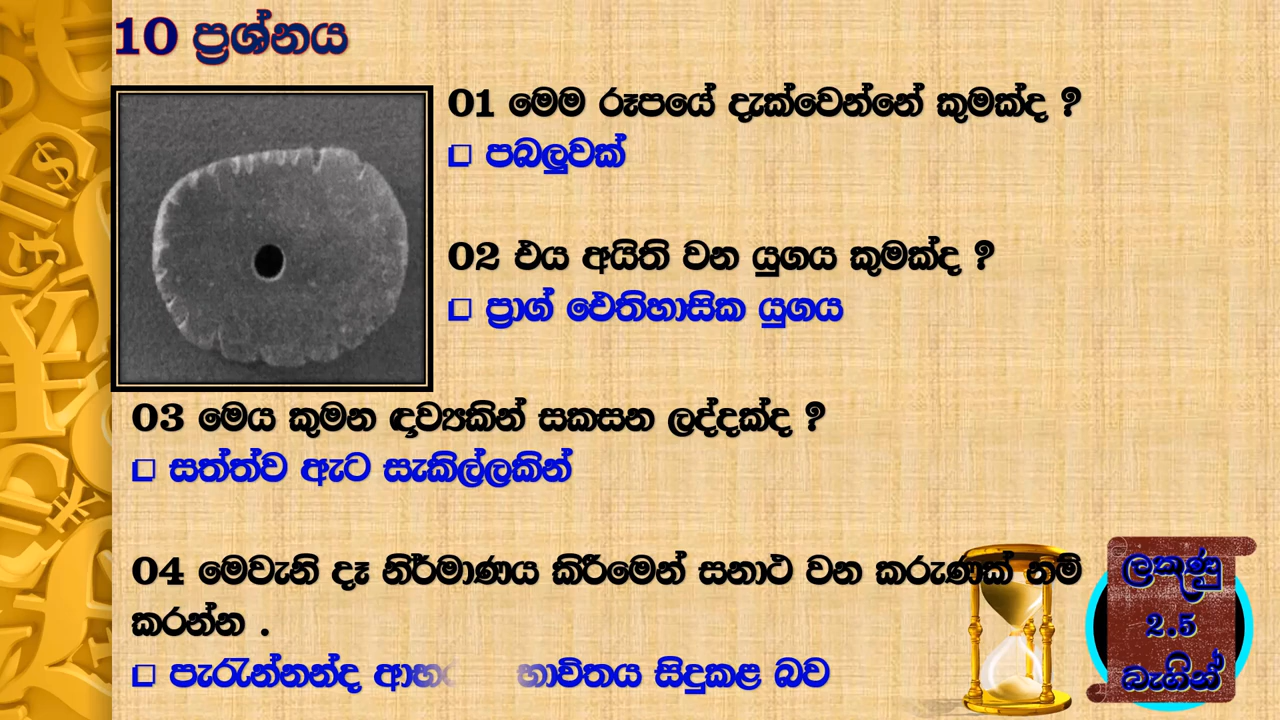 10 ප්‍රශ්නය
01 මෙම රූපයේ දැක්වෙන්නේ කුමක්ද ?
□ පබලුවක්
02 එය අයිති වන යුගය කුමක්ද ?
□ ප්‍රාග් ඓතිහාසික යුගය
03 මෙය කුමන ද්‍රව්‍යකින් සකසන ලද්දක්ද ?
□ සත්ත්ව ඇට සැකිල්ලකින්
04 මෙවැනි දෑ නිර්මාණය කිරීමෙන් සනාථ වන කරුණක් නම්
කරන්න .
□ පැරැන්නන්ද භාවිතය සිදුකළ බව
ලකුණු
2.5
බැගින්